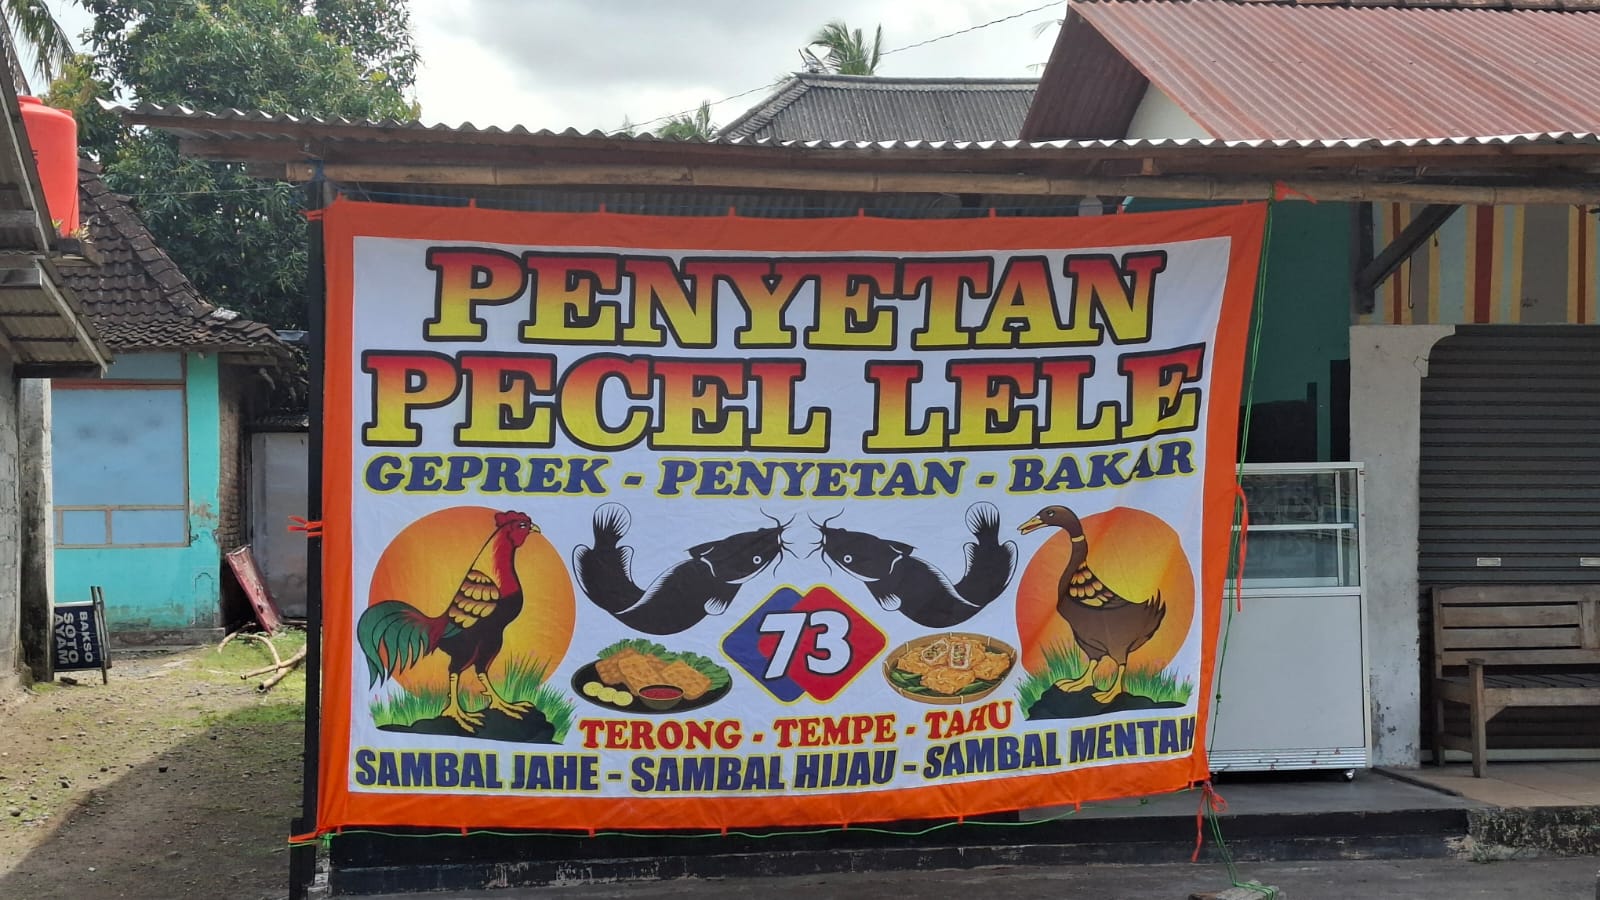 PENYETAN
PECEL LELE
GEPREK - PENYETAN - BAKAR
73
TERONG - TEMPE - TAHU
SAMBAL JAHE - SAMBAL HIJAU - SAMBAL MENTAH
BAKSO
SOTO
AYAM